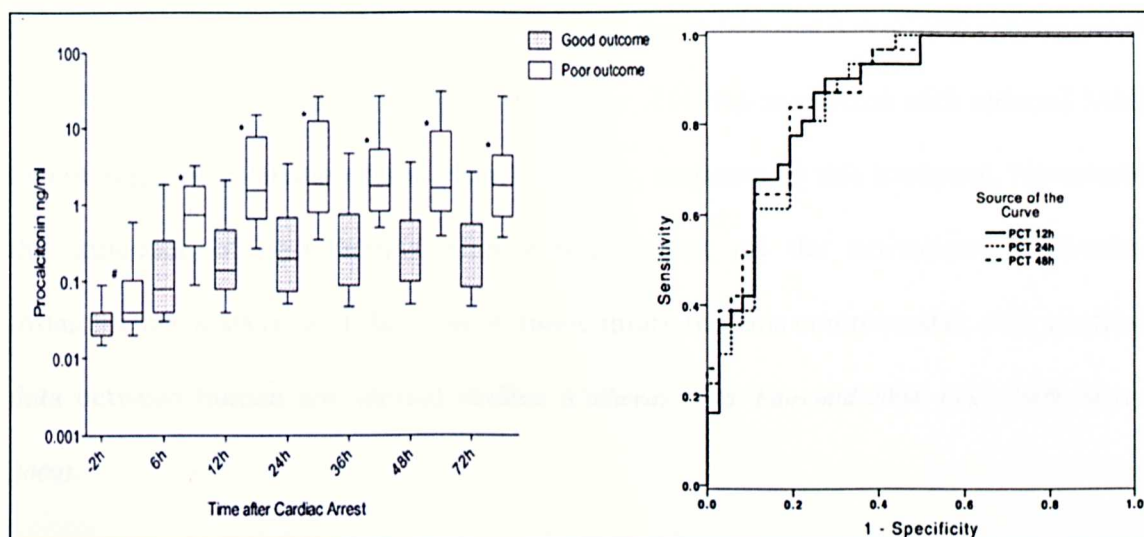 Good outcome
Poor outcome
Procalcitonin ng/ml
100
10
1
0.1
0.01
0.001
#
*
*
*
*
*
*
-2h
6h
12h
24h
36h
48h
72h
Time after Cardiac Arrest
Sensitivity
1.0
0.8
0.6
0.4
0.2
0.0
Source of the
Curve
PCT 12h
PCT 24h
PCT 48h
0.0
0.2
0.4
0.6
0.8
1.0
1 - Specificity